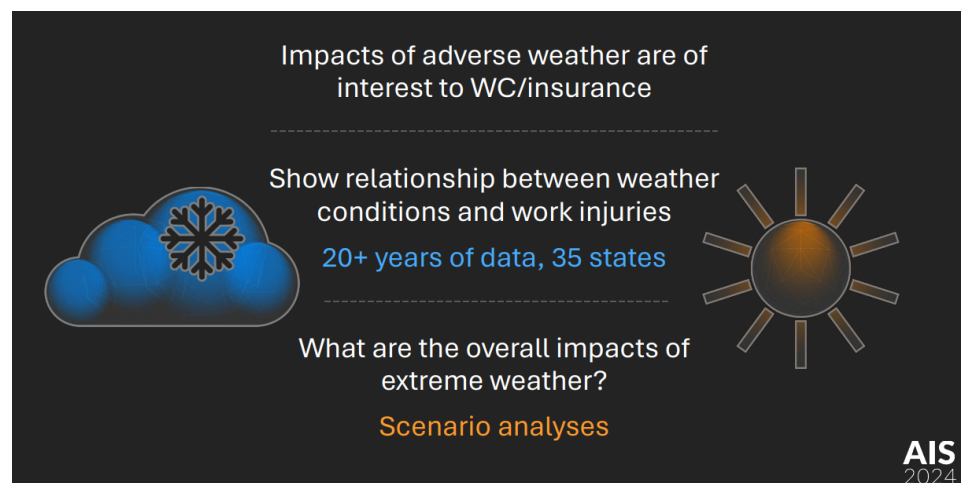 Impacts of adverse weather are of
interest to WC/insurance
Show relationship between weather
conditions and work injuries
20+ years of data, 35 states
What are the overall impacts of
extreme weather?
Scenario analyses
AIS
2024